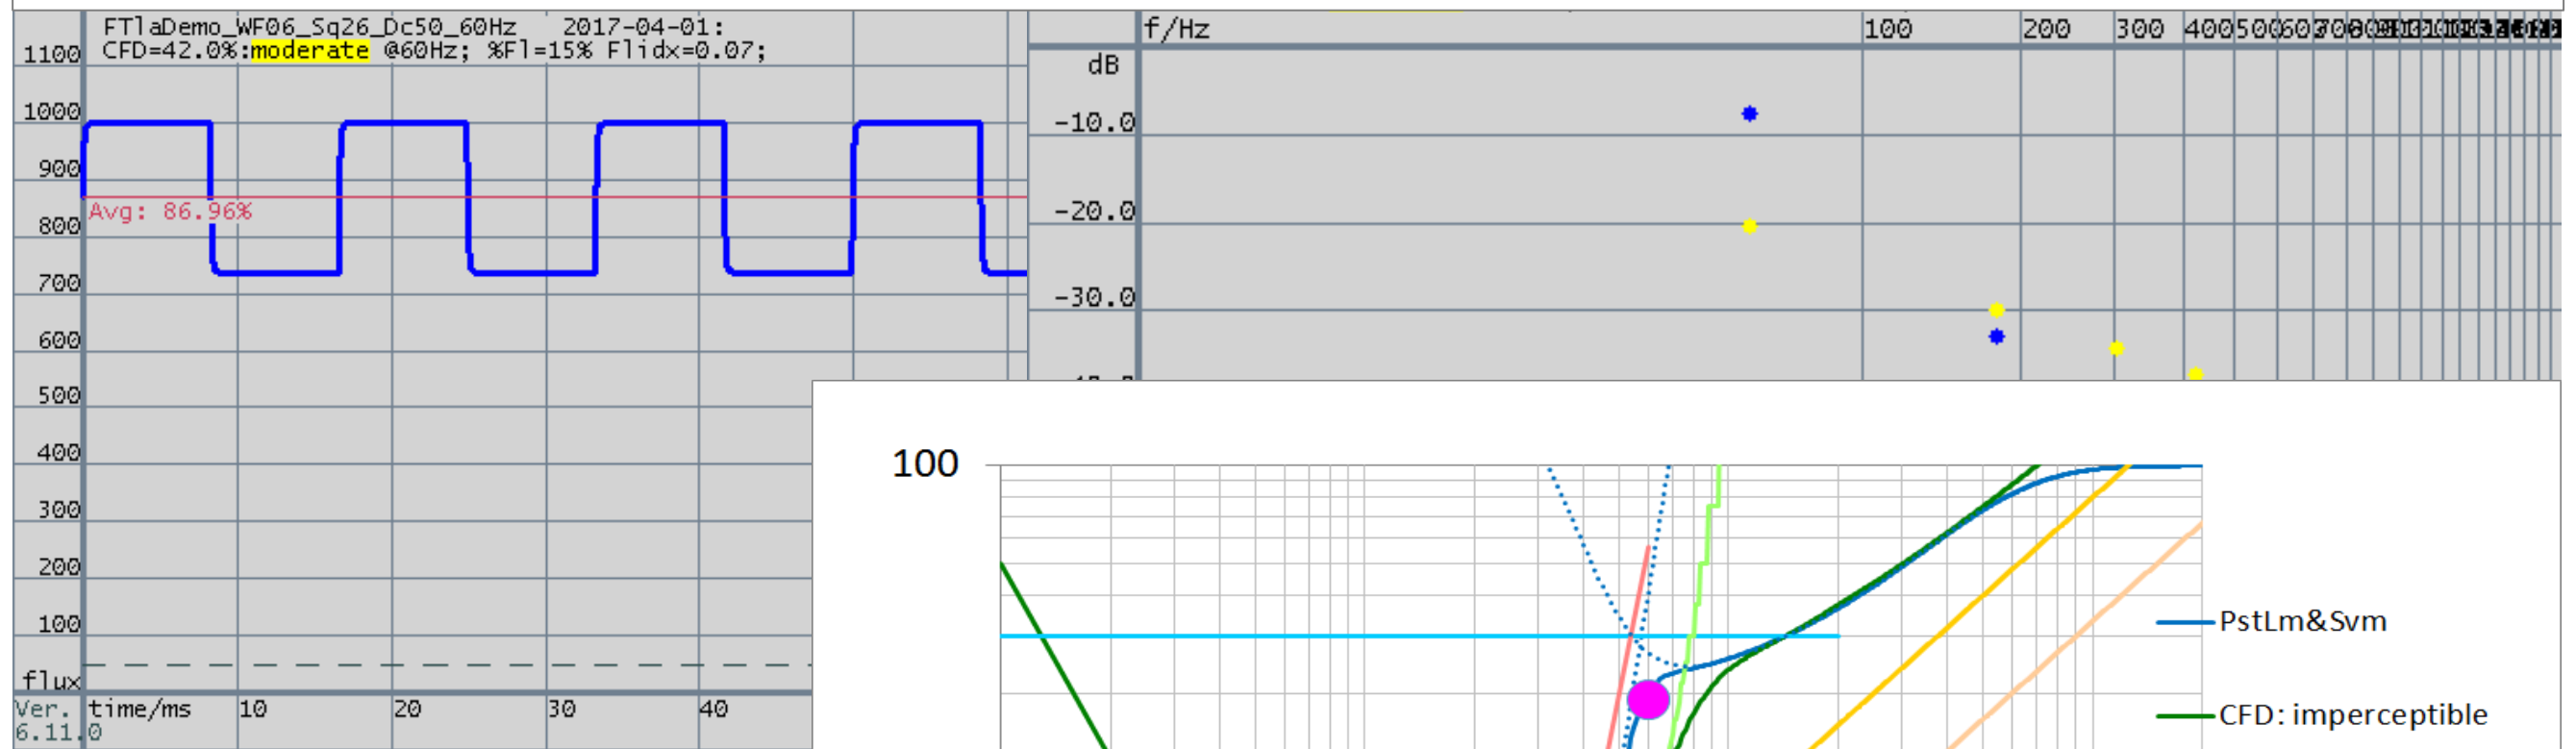 FTlaDemo_WF06_Sq26_Dc50_60Hz 2017-04-01:
CFD=42.0%:moderate @60Hz; %Fl=15% Flidx=0.07;
1100
1000
900
Avg: 86.96%
800
700
600
500
400
300
200
100
flux
Ver. time/ms 10 20 30 40
6.11.0
f/Hz 100 200 300 400 500 600 700
dB
-10.0
-20.0
-30.0
100
PstLm&Svm
CFD: imperceptible